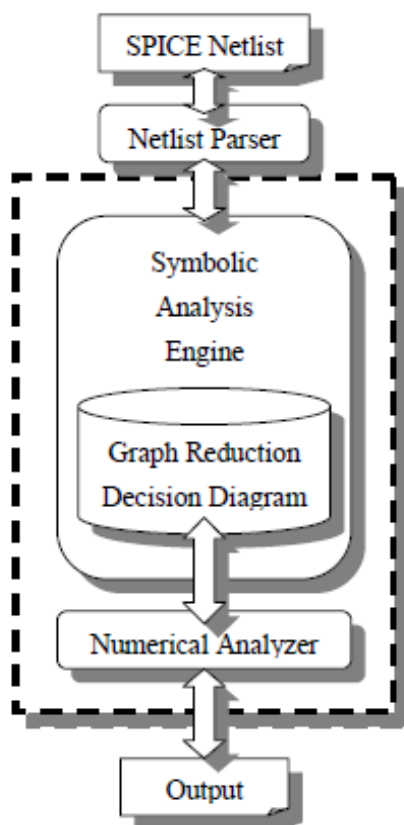 SPICE Netlist
Netlist Parser
Symbolic
Analysis
Engine
Graph Reduction
Decision Diagram
Numerical Analyzer
Output